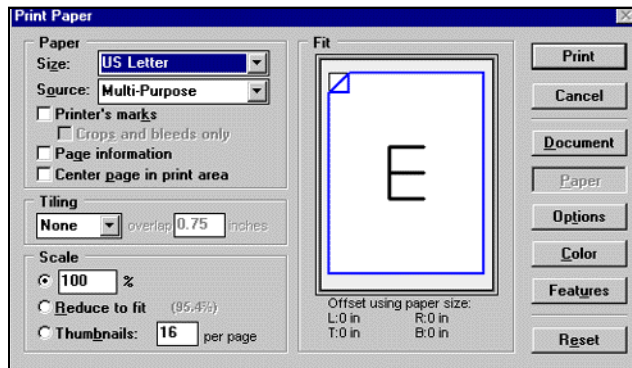 Print Paper
Paper
Size: US Letter
Source: Multi-Purpose
Printer's marks
Crops and bleeds only
Page information
Center page in print area
Tiling
None overlap 0.75 inches
Scale
100 %
Reduce to fit (95.4%)
Thumbnails: 16 per page
Fit
E
Offset using paper size:
L:0 in R:0 in
T:0 in B:0 in
Print
Cancel
Document
Paper
Options
Color
Features
Reset